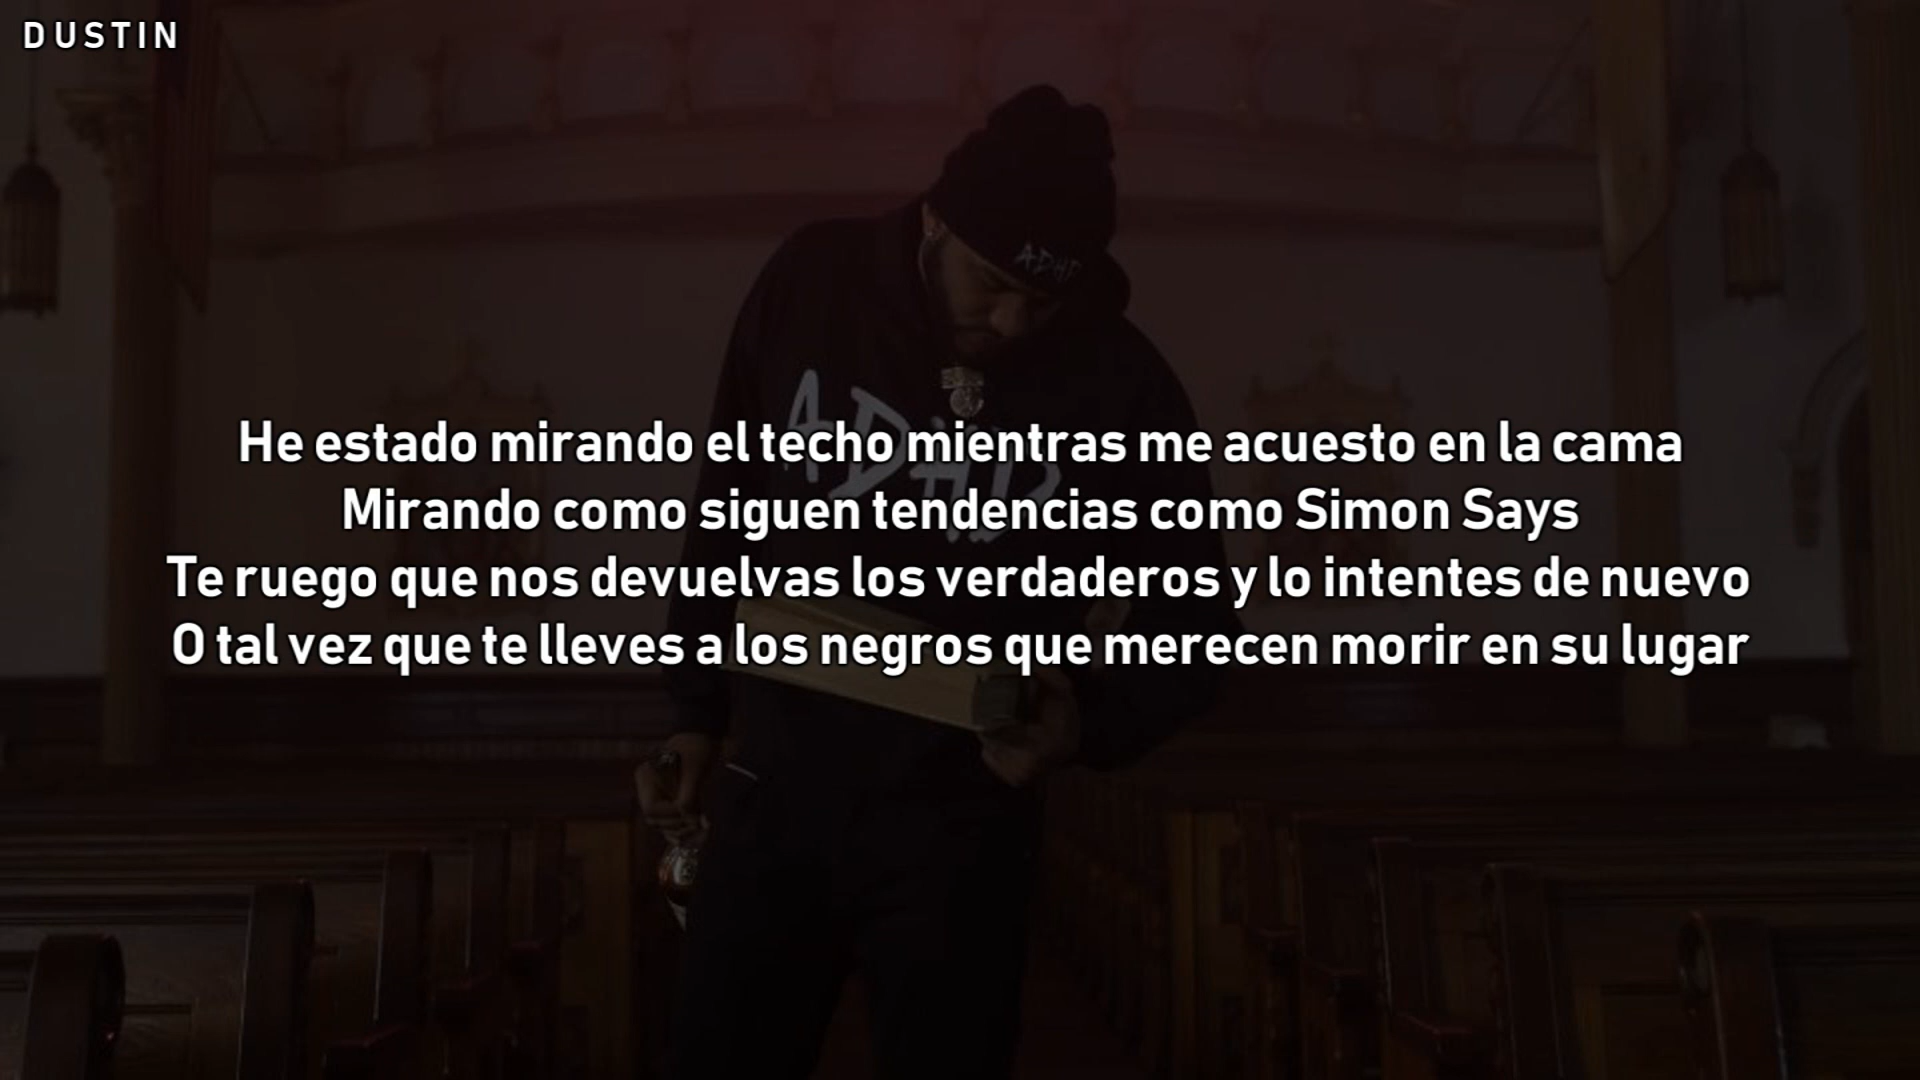 DUSTIN
ADHD
ADHD
He estado mirando el techo mientras me acuesto en la cama
Mirando como siguen tendencias como Simon Says
Te ruego que nos devuelvas los verdaderos y lo intentes de nuevo
O tal vez que te lleves a los negros que merecen morir en su lugar